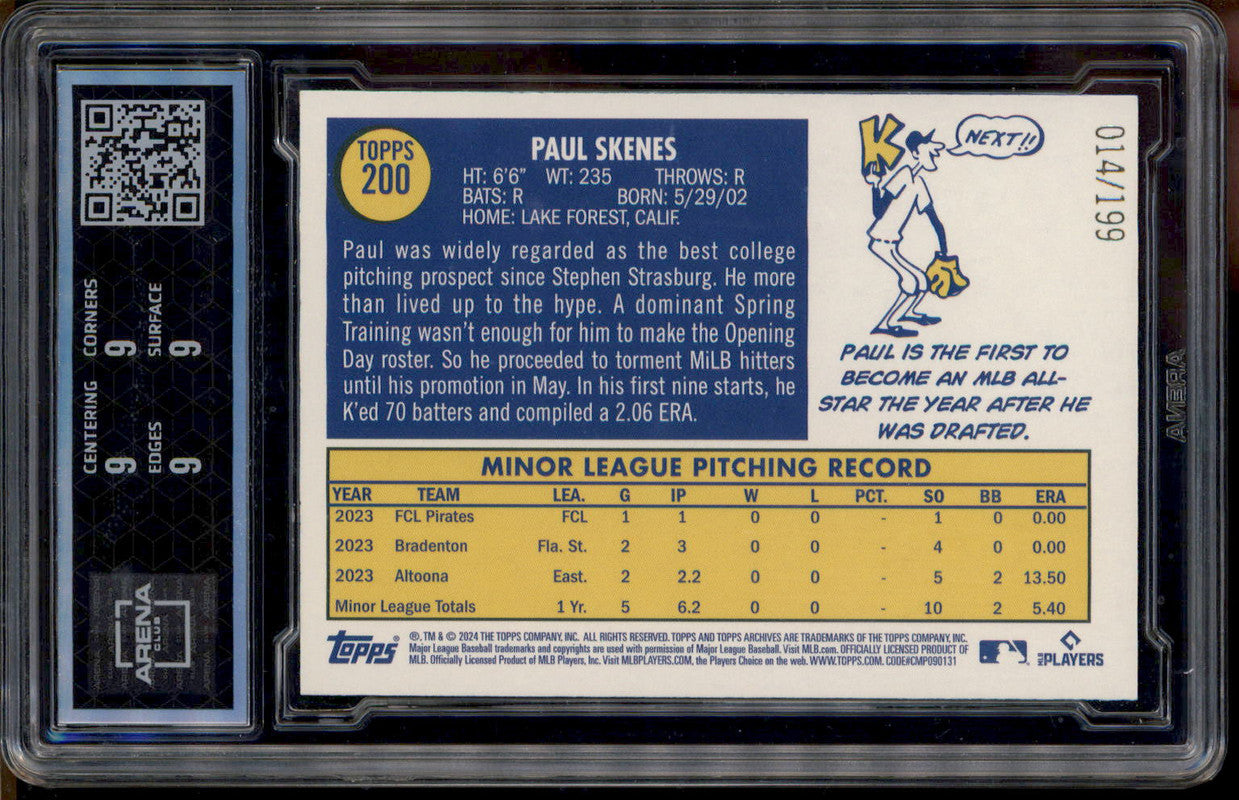 CENTERING 9 CORNERS 9
EDGES 9 SURFACE 9
ARENA
CLUB
TOPPS
200
PAUL SKENES
HT: 6'6" WT: 235 THROWS: R
BATS: R BORN: 5/29/02
HOME: LAKE FOREST, CALIF.
Paul was widely regarded as the best college
pitching prospect since Stephen Strasburg. He more
than lived up to the hype. A dominant Spring
Training wasn't enough for him to make the Opening
Day roster. So he proceeded to torment MiLB hitters
until his promotion in May. In his first nine starts, he
K'ed 70 batters and compiled a 2.06 ERA.
K
NEXT!!
014/199
PAUL IS THE FIRST TO
BECOME AN MLB ALL-
STAR THE YEAR AFTER HE
WAS DRAFTED.
MINOR LEAGUE PITCHING RECORD
YEAR TEAM LEA. G IP W L PCT. SO BB ERA
2023 FCL Pirates FCL 1 1 0 0 - 1 0 0.00
2023 Bradenton Fla. St. 2 3 0 0 - 4 0 0.00
2023 Altoona East. 2 2.2 0 0 - 5 2 13.50
Minor League Totals 1 Yr. 5 6.2 0 0 - 10 2 5.40
Topps
®, TM & © 2024 THE TOPPS COMPANY, INC. ALL RIGHTS RESERVED. TOPPS AND TOPPS ARCHIVES ARE TRADEMARKS OF THE TOPPS COMPANY, INC.
Major League Baseball trademarks and copyrights are used with permission of Major League Baseball. Visit MLB.com. OFFICIALLY LICENSED PRODUCT OF
MLB. Officially Licensed Product of MLB Players, Inc. Visit MLBPLAYERS.COM, the Players Choice on the web. WWW.TOPPS.COM. CODE#CMP090131
MLB PLAYERS
ARENA